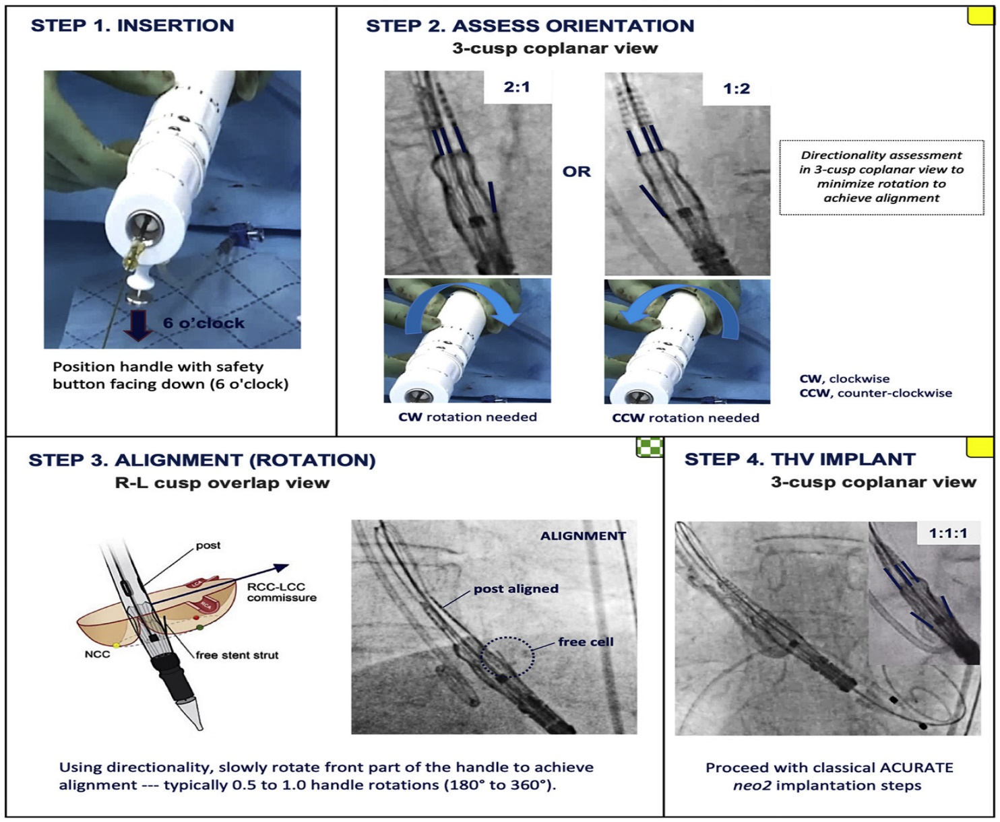 STEP 1. INSERTION
6 o'clock
Position handle with safety
button facing down (6 o'clock)
STEP 2. ASSESS ORIENTATION
3-cusp coplanar view
2:1
OR
1:2
Directionality assessment
in 3-cusp coplanar view to
minimize rotation to
achieve alignment
CW rotation needed
CCW rotation needed
CW, clockwise
CCW, counter-clockwise
STEP 3. ALIGNMENT (ROTATION)
R-L cusp overlap view
post
LCA
RCA
RCC-LCC
commissure
NCC
free stent strut
ALIGNMENT
post aligned
free cell
Using directionality, slowly rotate front part of the handle to achieve
alignment --- typically 0.5 to 1.0 handle rotations (180° to 360°).
STEP 4. THV IMPLANT
3-cusp coplanar view
1:1:1
Proceed with classical ACURATE
neo2 implantation steps